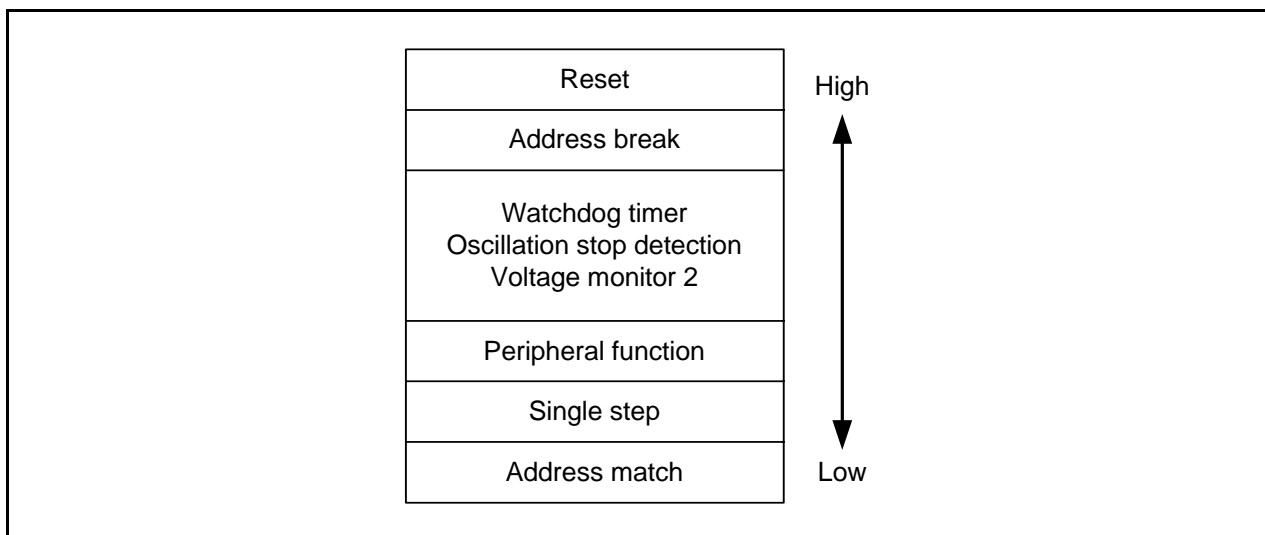 Reset
High
Address break
Watchdog timer
Oscillation stop detection
Voltage monitor 2
Peripheral function
Single step
Address match
Low